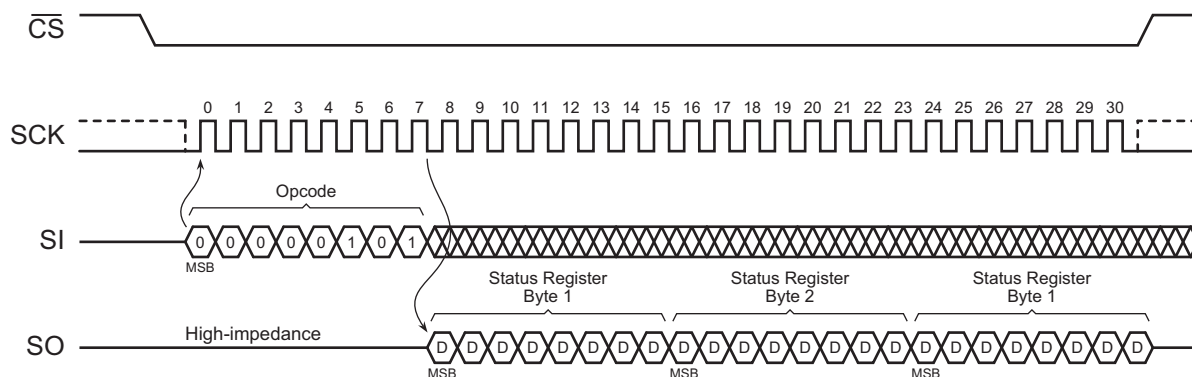 C̅S̅
0 1 2 3 4 5 6 7 8 9 10 11 12 13 14 15 16 17 18 19 20 21 22 23 24 25 26 27 28 29 30
SCK
Opcode
SI 0 0 0 0 0 1 0 1
MSB
Status Register
Byte 1
Status Register
Byte 2
Status Register
Byte 1
High-impedance
SO D D D D D D D D D D D D D D D D D D D D D D D D
MSB MSB MSB